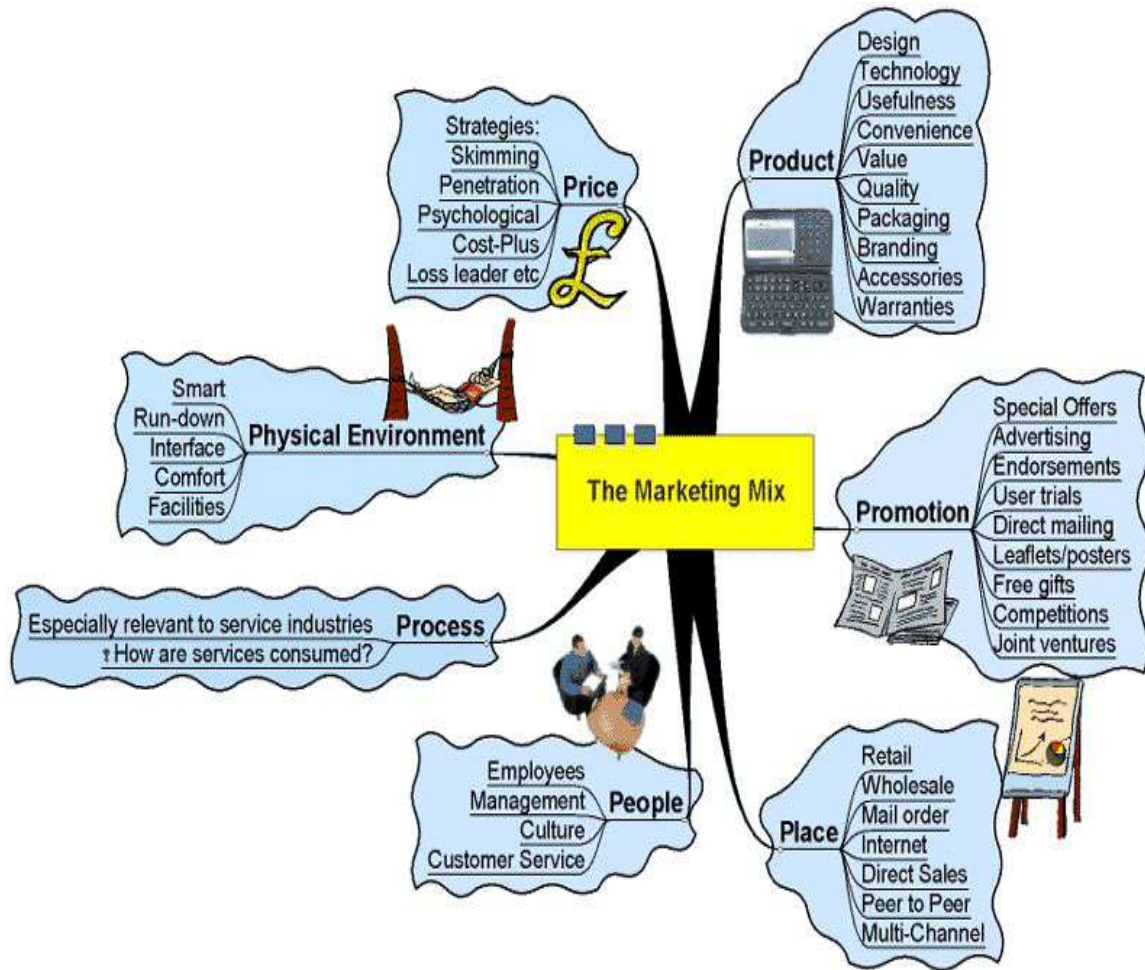 The Marketing Mix
Product
Design
Technology
Usefulness
Convenience
Value
Quality
Packaging
Branding
Accessories
Warranties
Promotion
Special Offers
Advertising
Endorsements
User trials
Direct mailing
Leaflets/posters
Free gifts
Competitions
Joint ventures
Place
Retail
Wholesale
Mail order
Internet
Direct Sales
Peer to Peer
Multi-Channel
People
Employees
Management
Culture
Customer Service
Process
Especially relevant to service industries
How are services consumed?
Physical Environment
Smart
Run-down
Interface
Comfort
Facilities
Price
Strategies:
Skimming
Penetration
Psychological
Cost-Plus
Loss leader etc
£